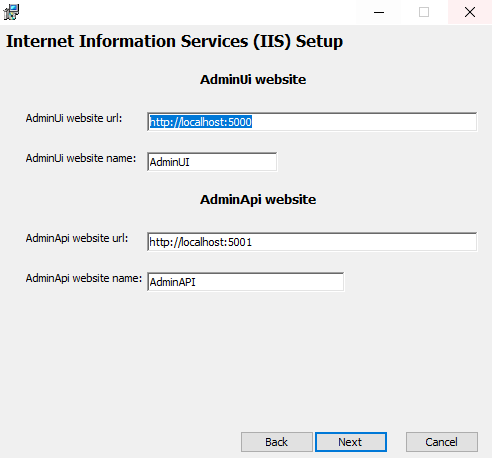 Internet Information Services (IIS) Setup
AdminUi website
AdminUi website url: http://localhost:5000
AdminUi website name: AdminUI
AdminApi website
AdminApi website url: http://localhost:5001
AdminApi website name: AdminAPI
Back Next Cancel